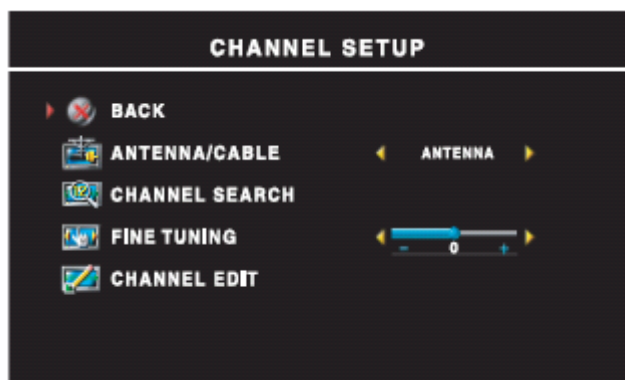 CHANNEL SETUP
BACK
ANTENNA/CABLE ANTENNA
CHANNEL SEARCH
FINE TUNING
- 0 +
CHANNEL EDIT